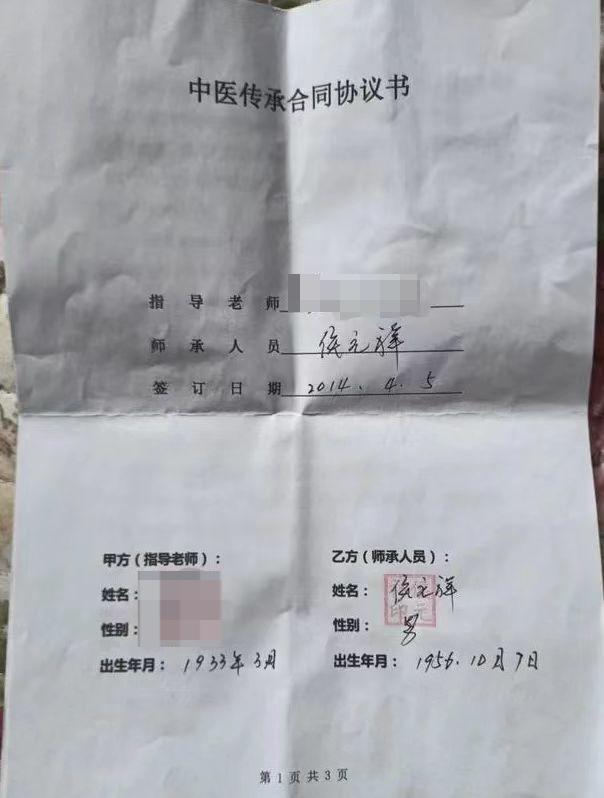 中医传承合同协议书
指导老师
师承人员 侯元祥
签订日期 2014.4.5
甲方（指导老师）：
姓名：
性别：
出生年月：1933年3月
乙方（师承人员）：
姓名：侯元祥
性别：男
出生年月：1956.10月7日
第1页共3页